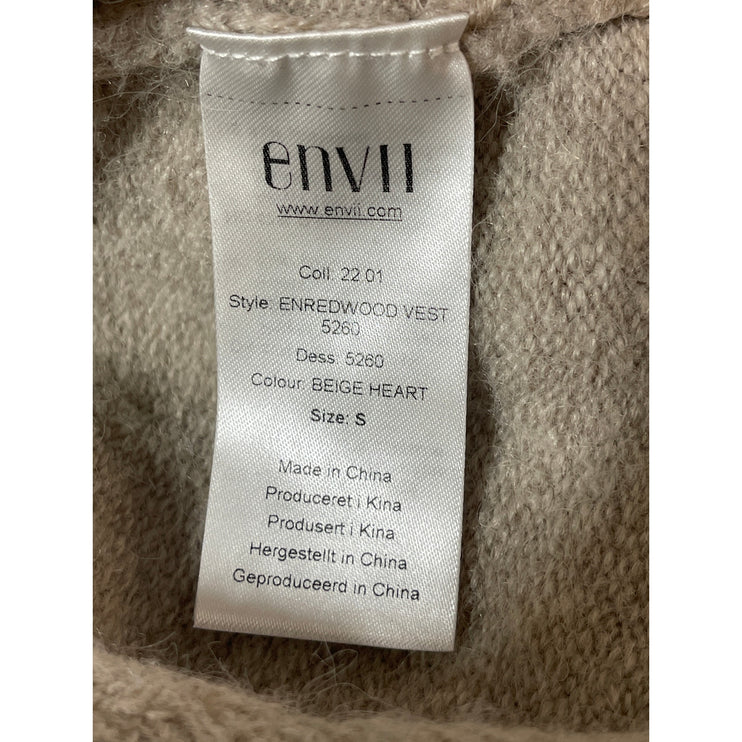 envii
www.envii.com
Coll: 22.01
Style: ENREDWOOD VEST
5260
Dess: 5260
Colour: BEIGE HEART
Size: S
Made in China
Produceret i Kina
Produsert i Kina
Hergestellt in China
Geproduceerd in China